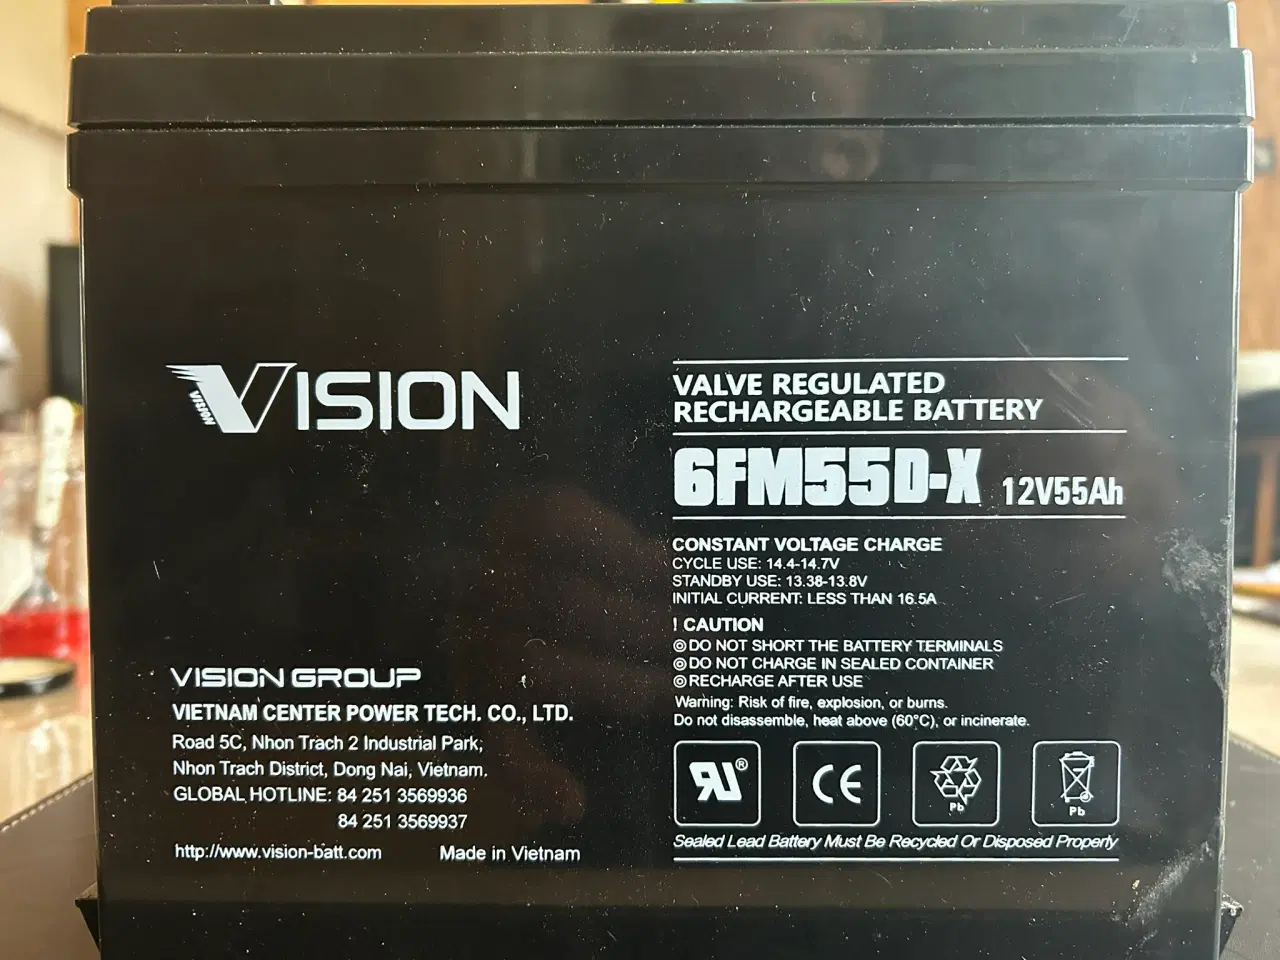 VISION
VISION
VALVE REGULATED
RECHARGEABLE BATTERY
6FM55D-X 12V55Ah
CONSTANT VOLTAGE CHARGE
CYCLE USE: 14.4-14.7V
STANDBY USE: 13.38-13.8V
INITIAL CURRENT: LESS THAN 16.5A
! CAUTION
◎DO NOT SHORT THE BATTERY TERMINALS
◎DO NOT CHARGE IN SEALED CONTAINER
◎RECHARGE AFTER USE
Warning: Risk of fire, explosion, or burns.
Do not disassemble, heat above (60°C), or incinerate.
RU®
CE
Pb
Pb
Sealed Lead Battery Must Be Recycled Or Disposed Properly
VISION GROUP
VIETNAM CENTER POWER TECH. CO., LTD.
Road 5C, Nhon Trach 2 Industrial Park,
Nhon Trach District, Dong Nai, Vietnam.
GLOBAL HOTLINE: 84 251 3569936
84 251 3569937
http://www.vision-batt.com Made in Vietnam